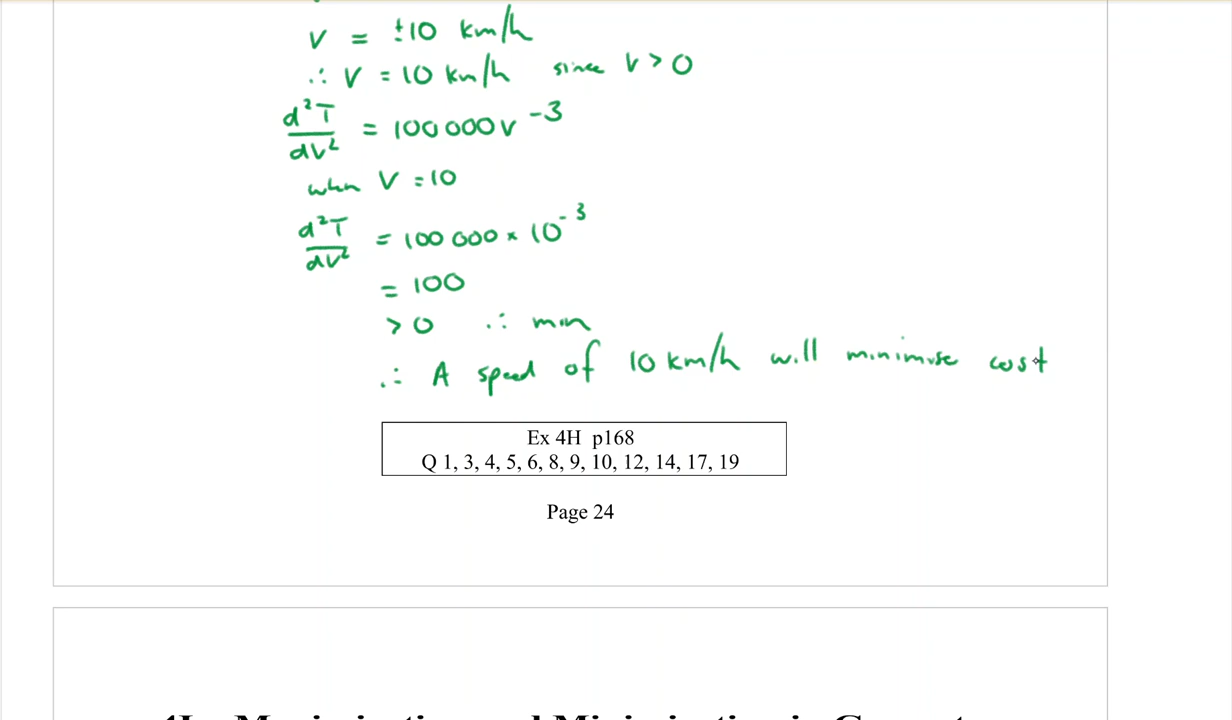 V = ±10 km/h
∴ V = 10 km/h since V > 0
d²T/dV² = 100 000V⁻³
when V = 10
d²T/dV² = 100 000 × 10⁻³
= 100
> 0 ∴ min
∴ A speed of 10 km/h will minimise cost
Ex 4H p168
Q 1, 3, 4, 5, 6, 8, 9, 10, 12, 14, 17, 19
Page 24